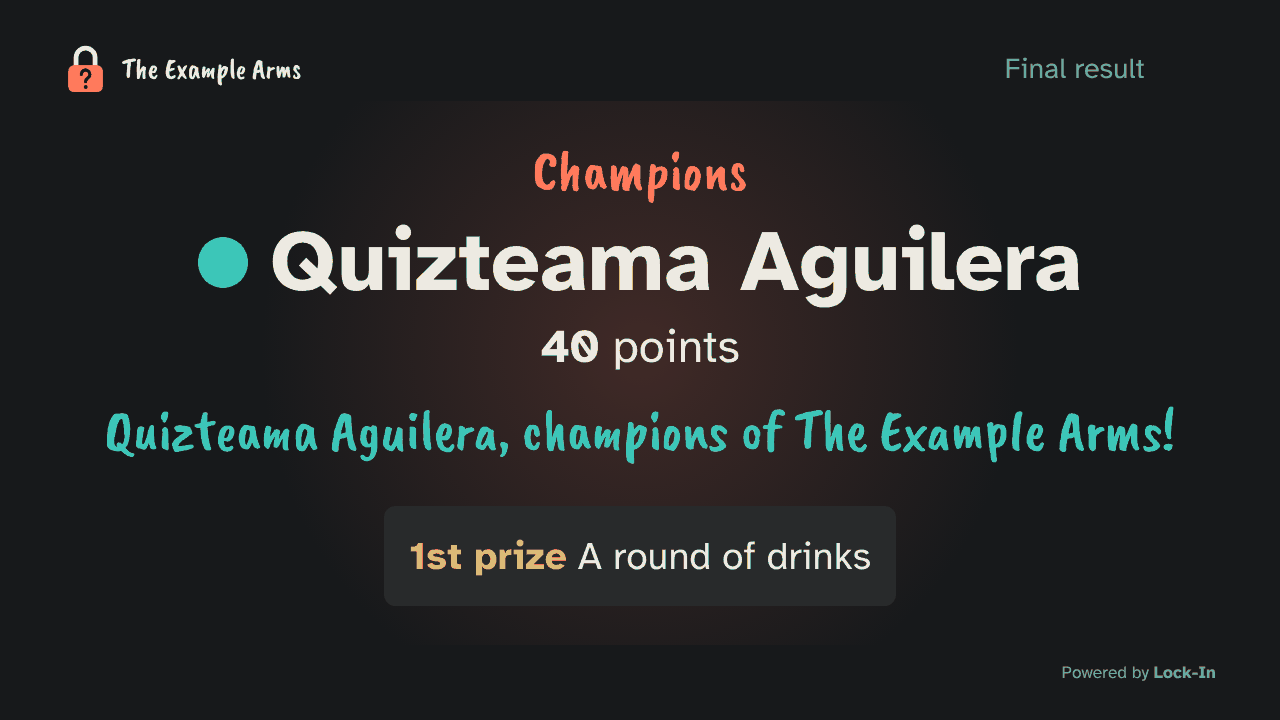 ?
The Example Arms
Final result
Champions
Quizteama Aguilera
40 points
Quizteama Aguilera, champions of The Example Arms!
1st prize A round of drinks
Powered by Lock-In